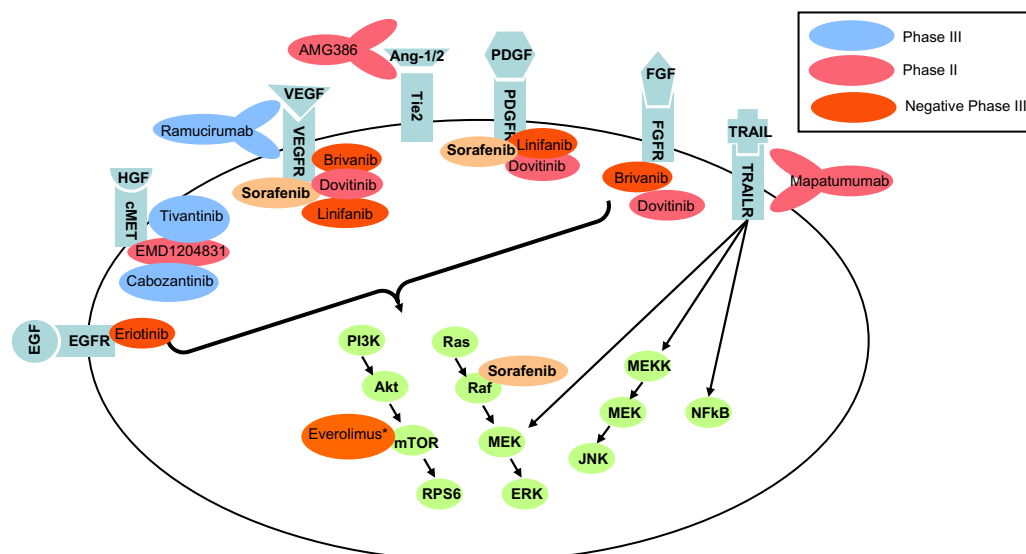 Phase III
Phase II
Negative Phase III
AMG386
Ang-1/2
Tie2
PDGF
PDGFR
Sorafenib
Linifanib
Dovitinib
FGF
FGFR
Brivanib
Dovitinib
TRAIL
TRAILR
Mapatumumab
VEGF
VEGFR
Ramucirumab
Brivanib
Dovitinib
Sorafenib
Linifanib
HGF
cMET
Tivantinib
EMD1204831
Cabozantinib
EGF
EGFR
Eriotinib
PI3K
Akt
Everolimus*
mTOR
RPS6
Ras
Raf
Sorafenib
MEK
ERK
MEKK
MEK
JNK
NFkB